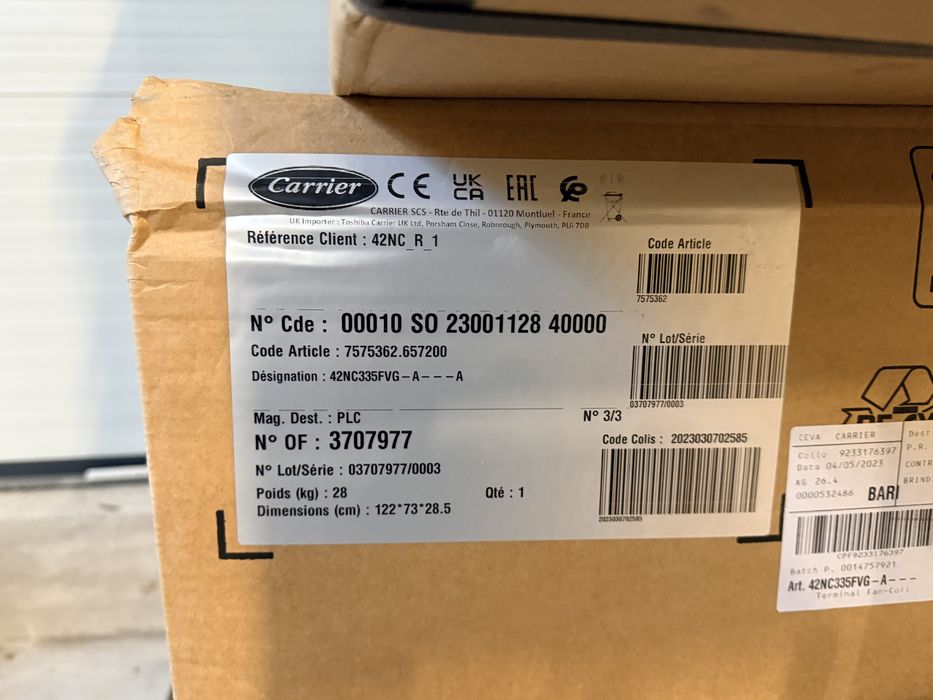 Carrier CE UK CA EAC
CARRIER SCS - Rte de Thil - 01120 Montluel - France
UK Importer : Toshiba Carrier UK Ltd, Porsham Close, Roborough, Plymouth, PL6 7DB
Référence Client : 42NC_R_1
Code Article
7575362
N° Cde : 00010 SO 23001128 40000
Code Article : 7575362.657200
N° Lot/Série
Désignation : 42NC335FVG-A---A
03707977/0003
Mag. Dest. : PLC
N° 3/3
N° OF : 3707977
Code Colis : 2023030702585
N° Lot/Série : 03707977/0003
Poids (kg) : 28
Qté : 1
Dimensions (cm) : 122*73*28.5
2023030702585
CEVA CARRIER
Collo 9233176397
Data 04/05/2023
KG 26.4
0000532486 BARI
Dest
P.R.
CONTR
BRIND
CPF9233176397
Batch P. 0014757921
Art. 42NC335FVG-A---
Terminal Fan-Coil